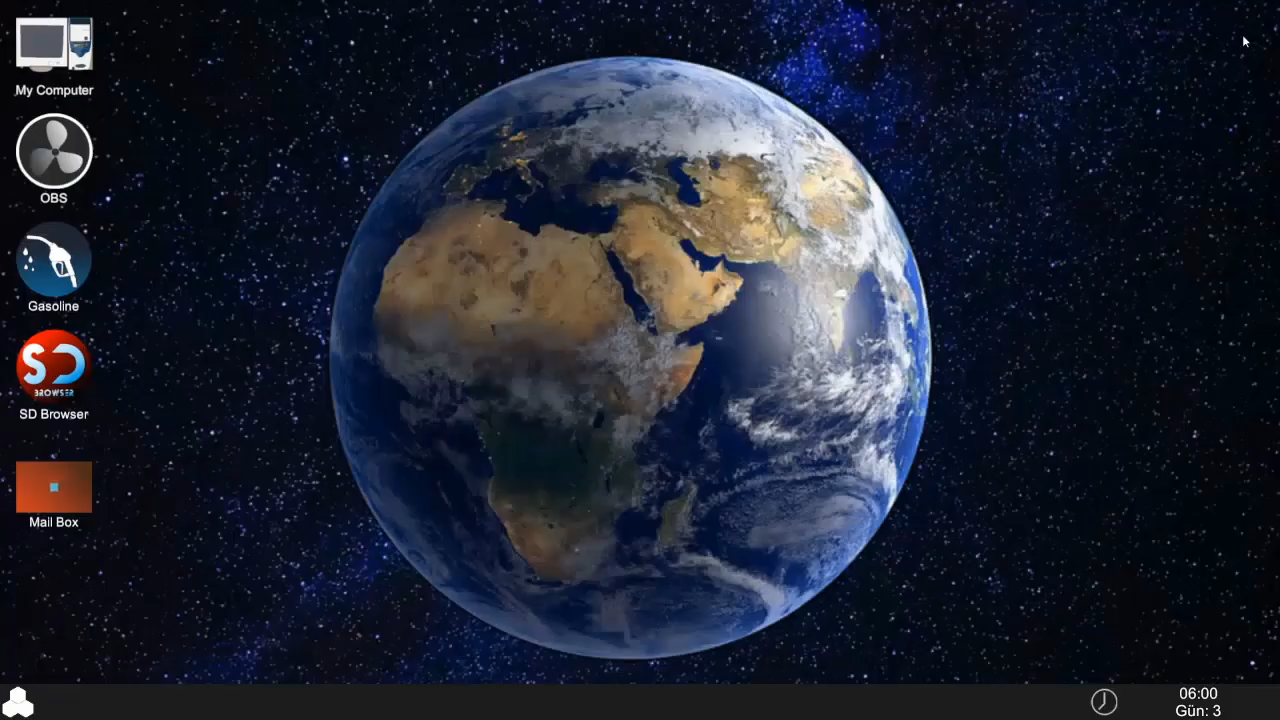 My Computer
OBS
Gasoline
SD
BROWSER
SD Browser
Mail Box
06:00
Gün: 3